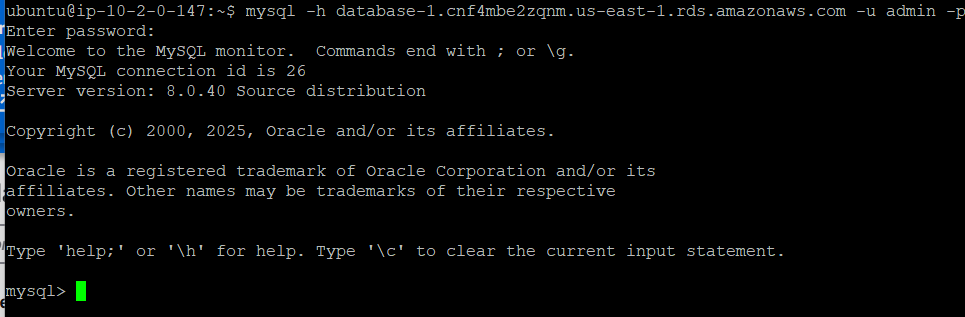 ubuntu@ip-10-2-0-147:~$ mysql -h database-1.cnf4mbe2zqnm.us-east-1.rds.amazonaws.com -u admin -p
Enter password:
Welcome to the MySQL monitor.  Commands end with ; or \g.
Your MySQL connection id is 26
Server version: 8.0.40 Source distribution
Copyright (c) 2000, 2025, Oracle and/or its affiliates.
Oracle is a registered trademark of Oracle Corporation and/or its
affiliates. Other names may be trademarks of their respective
owners.
Type 'help;' or '\h' for help. Type '\c' to clear the current input statement.
mysql>